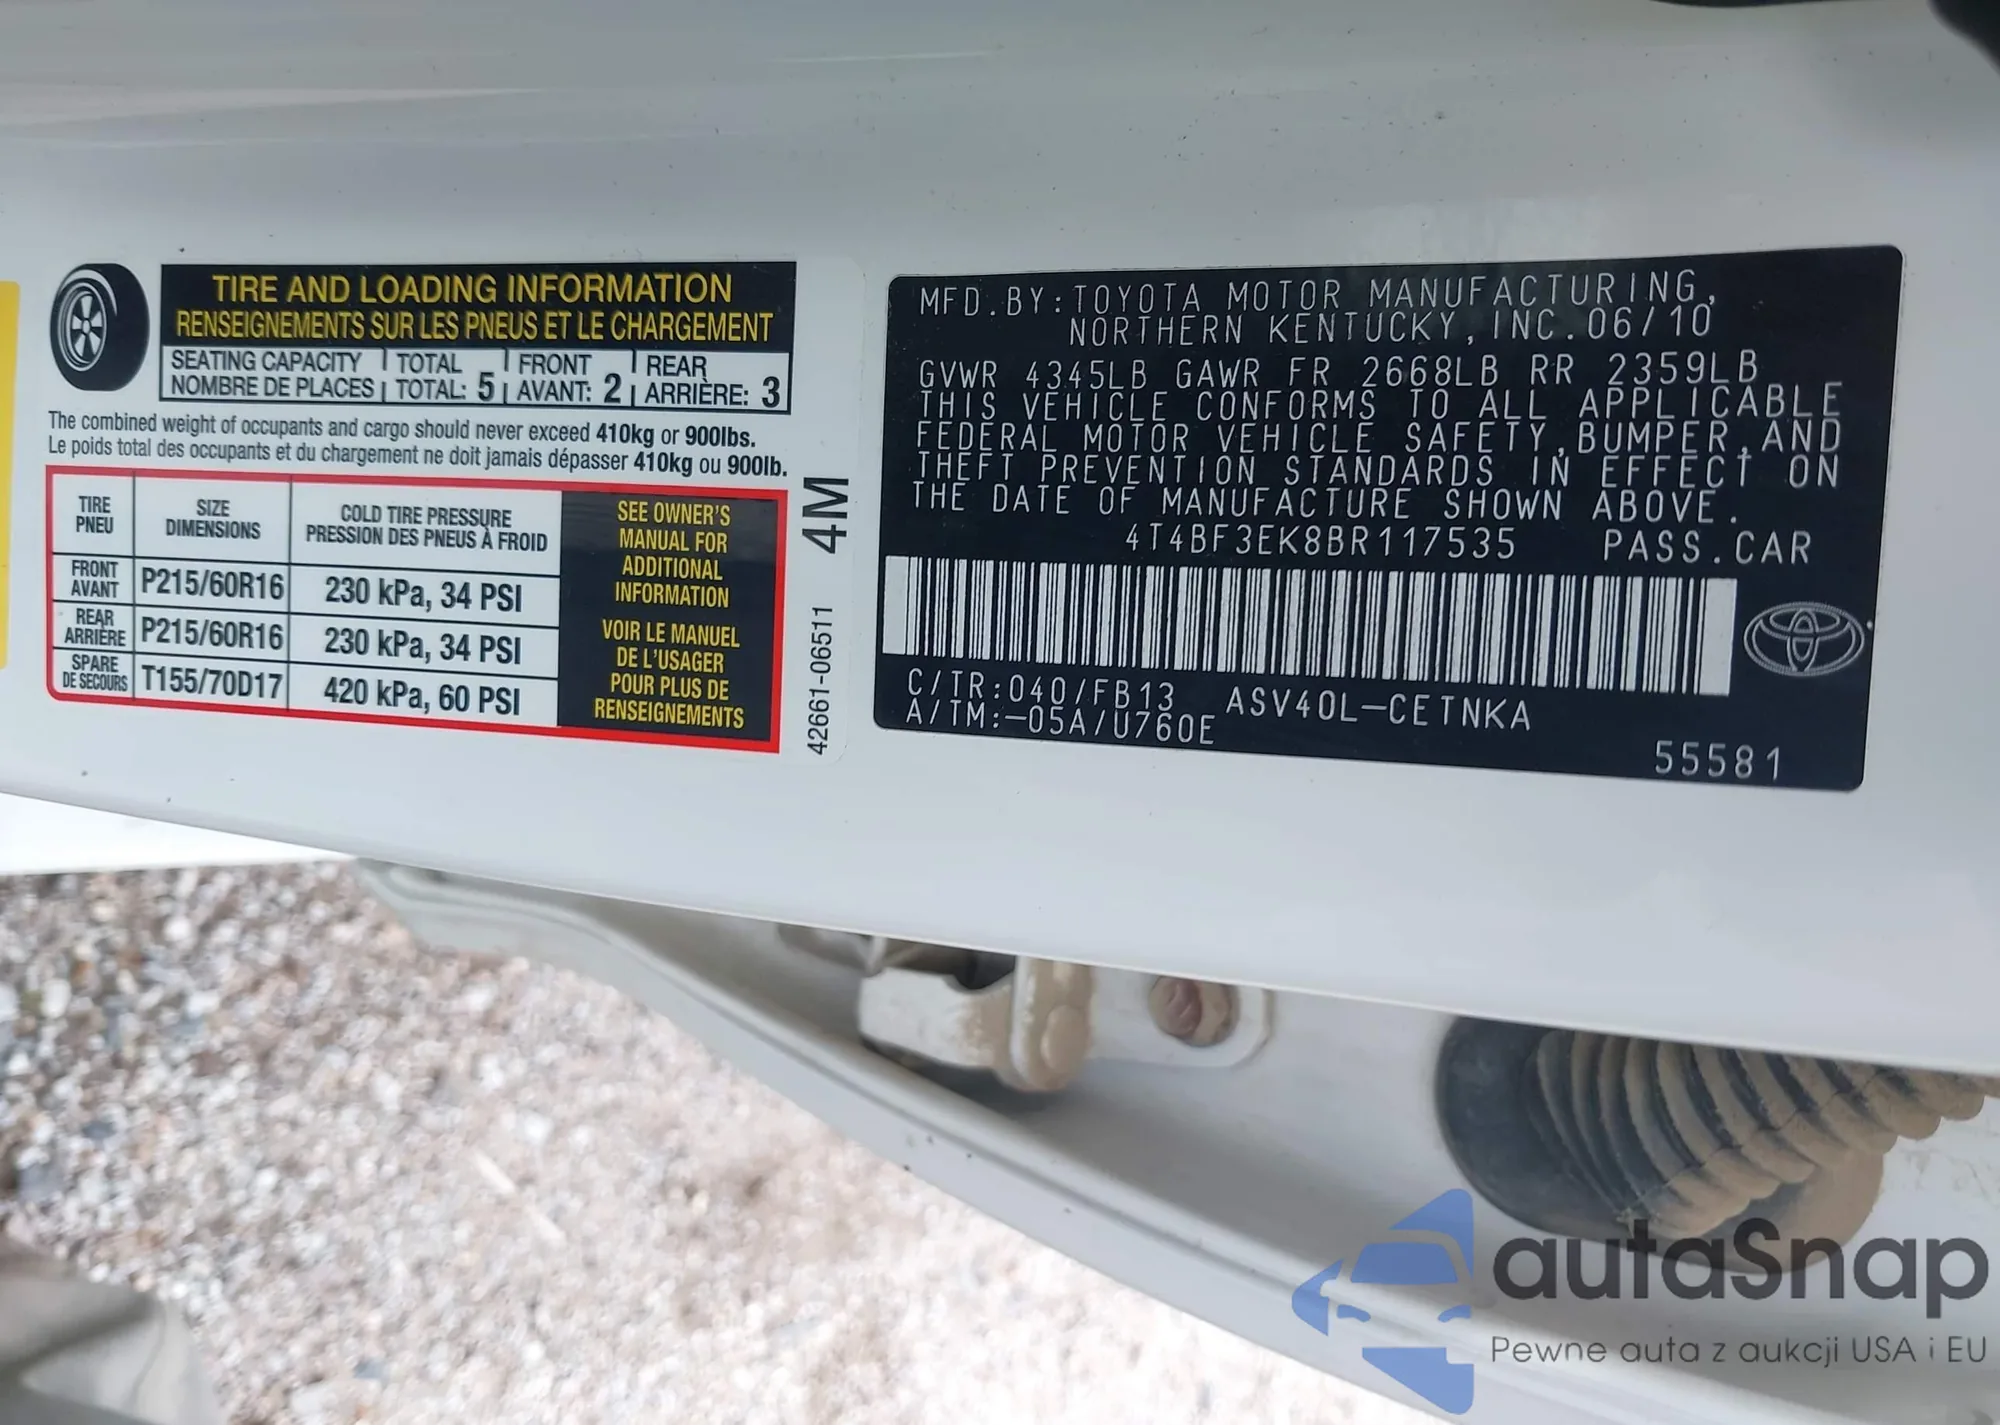 TIRE AND LOADING INFORMATION
RENSEIGNEMENTS SUR LES PNEUS ET LE CHARGEMENT
SEATING CAPACITY TOTAL FRONT REAR
NOMBRE DE PLACES TOTAL: 5 AVANT: 2 ARRIÈRE: 3
The combined weight of occupants and cargo should never exceed 410kg or 900lbs.
Le poids total des occupants et du chargement ne doit jamais dépasser 410kg ou 900lb.
TIRE SIZE COLD TIRE PRESSURE
PNEU DIMENSIONS PRESSION DES PNEUS À FROID
FRONT
AVANT P215/60R16 230 kPa, 34 PSI
REAR
ARRIÈRE P215/60R16 230 kPa, 34 PSI
SPARE
DE SECOURS T155/70D17 420 kPa, 60 PSI
SEE OWNER'S
MANUAL FOR
ADDITIONAL
INFORMATION
VOIR LE MANUEL
DE L'USAGER
POUR PLUS DE
RENSEIGNEMENTS
42661-06511 4M
MFD.BY:TOYOTA MOTOR MANUFACTURING,
NORTHERN KENTUCKY,INC.06/10
GVWR 4345LB GAWR FR 2668LB RR 2359LB
THIS VEHICLE CONFORMS TO ALL APPLICABLE
FEDERAL MOTOR VEHICLE SAFETY,BUMPER,AND
THEFT PREVENTION STANDARDS IN EFFECT ON
THE DATE OF MANUFACTURE SHOWN ABOVE.
4T4BF3EK8BR117535 PASS.CAR
C/TR:040/FB13 ASV40L-CETNKA
A/TM:-05A/U760E
55581
autaSnap
Pewne auta z aukcji USA i EU